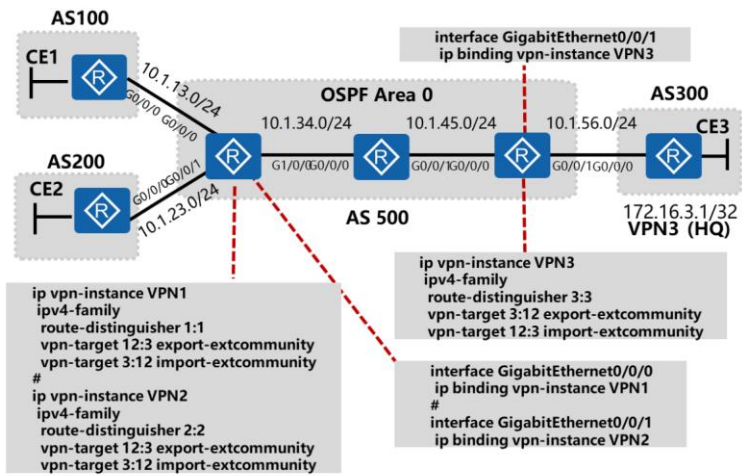 AS100
CE1
R
10.1.13.0/24
G0/0/0 G0/0/0
AS200
CE2
R
G0/0/0G0/0/1
10.1.23.0/24
OSPF Area 0
R
10.1.34.0/24
G1/0/0G0/0/0
R
10.1.45.0/24
G0/0/1G0/0/0
R
AS 500
10.1.56.0/24
G0/0/1G0/0/0
AS300
R
CE3
172.16.3.1/32
VPN3 (HQ)
interface GigabitEthernet0/0/1
ip binding vpn-instance VPN3
ip vpn-instance VPN1
ipv4-family
route-distinguisher 1:1
vpn-target 12:3 export-extcommunity
vpn-target 3:12 import-extcommunity
#
ip vpn-instance VPN2
ipv4-family
route-distinguisher 2:2
vpn-target 12:3 export-extcommunity
vpn-target 3:12 import-extcommunity
ip vpn-instance VPN3
ipv4-family
route-distinguisher 3:3
vpn-target 3:12 export-extcommunity
vpn-target 12:3 import-extcommunity
interface GigabitEthernet0/0/0
ip binding vpn-instance VPN1
#
interface GigabitEthernet0/0/1
ip binding vpn-instance VPN2